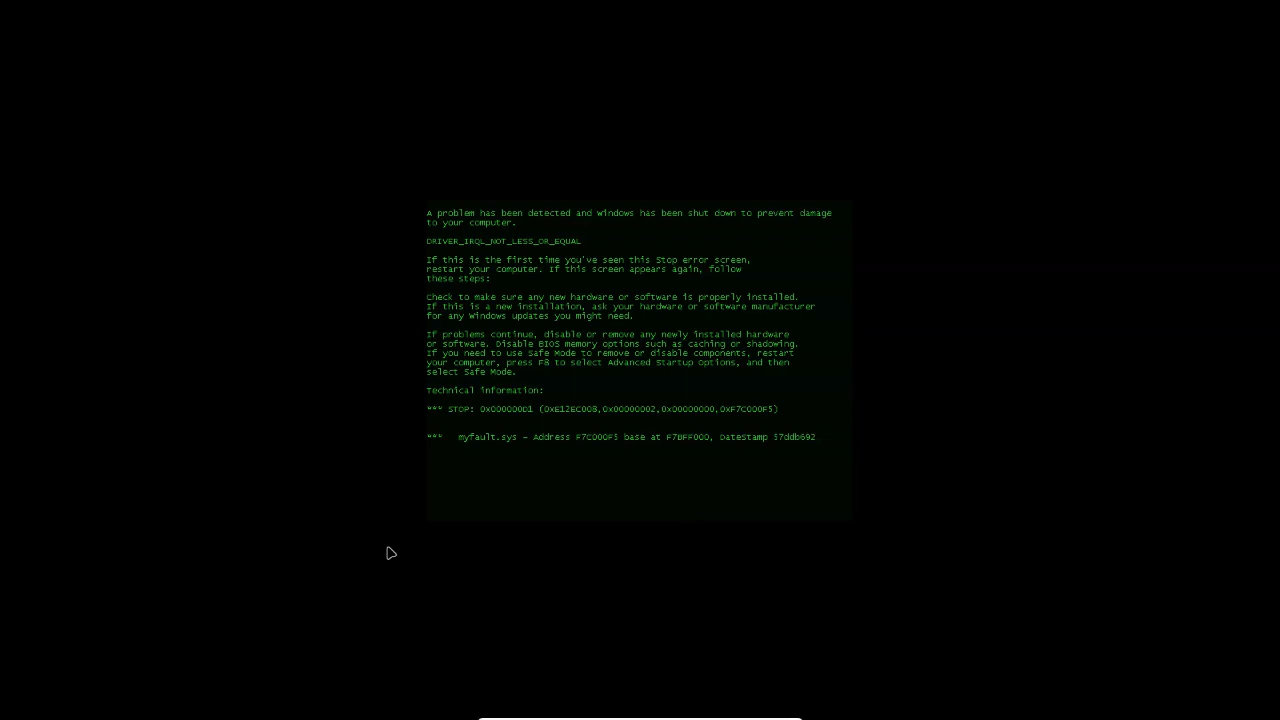 A problem has been detected and Windows has been shut down to prevent damage
to your computer.
DRIVER_IRQL_NOT_LESS_OR_EQUAL
If this is the first time you've seen this Stop error screen,
restart your computer. If this screen appears again, follow
these steps:
Check to make sure any new hardware or software is properly installed.
If this is a new installation, ask your hardware or software manufacturer
for any Windows updates you might need.
If problems continue, disable or remove any newly installed hardware
or software. Disable BIOS memory options such as caching or shadowing.
If you need to use Safe Mode to remove or disable components, restart
your computer, press F8 to select Advanced Startup Options, and then
select Safe Mode.
Technical information:
*** STOP: 0x000000D1 (0xE12EC008,0x00000002,0x00000000,0xF7C000F5)
*** myfault.sys - Address F7C000F5 base at F7BFF000, DateStamp 57ddb692